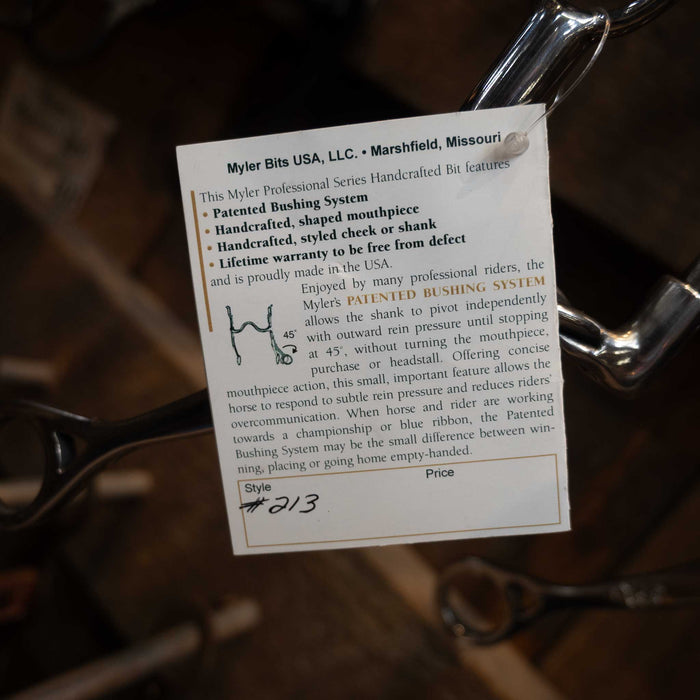 Myler Bits USA, LLC. • Marshfield, Missouri
This Myler Professional Series Handcrafted Bit features
• Patented Bushing System
• Handcrafted, shaped mouthpiece
• Handcrafted, styled cheek or shank
• Lifetime warranty to be free from defect
and is proudly made in the USA.
Enjoyed by many professional riders, the
Myler's PATENTED BUSHING SYSTEM
allows the shank to pivot independently
with outward rein pressure until stopping
at 45°, without turning the mouthpiece,
purchase or headstall. Offering concise
mouthpiece action, this small, important feature allows the
horse to respond to subtle rein pressure and reduces riders'
overcommunication. When horse and rider are working
towards a championship or blue ribbon, the Patented
Bushing System may be the small difference between win-
ning, placing or going home empty-handed.
45°
Style
Price
#213